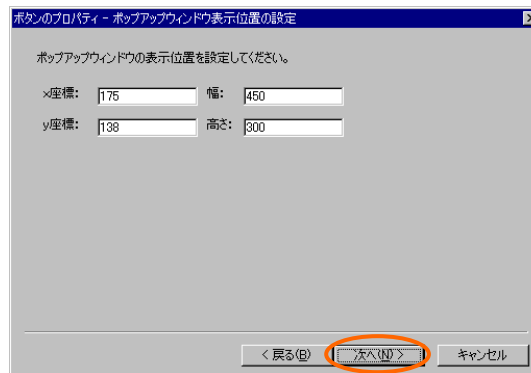 ボタンのプロパティ - ポップアップウィンドウ表示位置の設定
ポップアップウィンドウの表示位置を設定してください。
x座標: 175 幅: 450
y座標: 138 高さ: 300
< 戻る(B) 次へ(N) > キャンセル